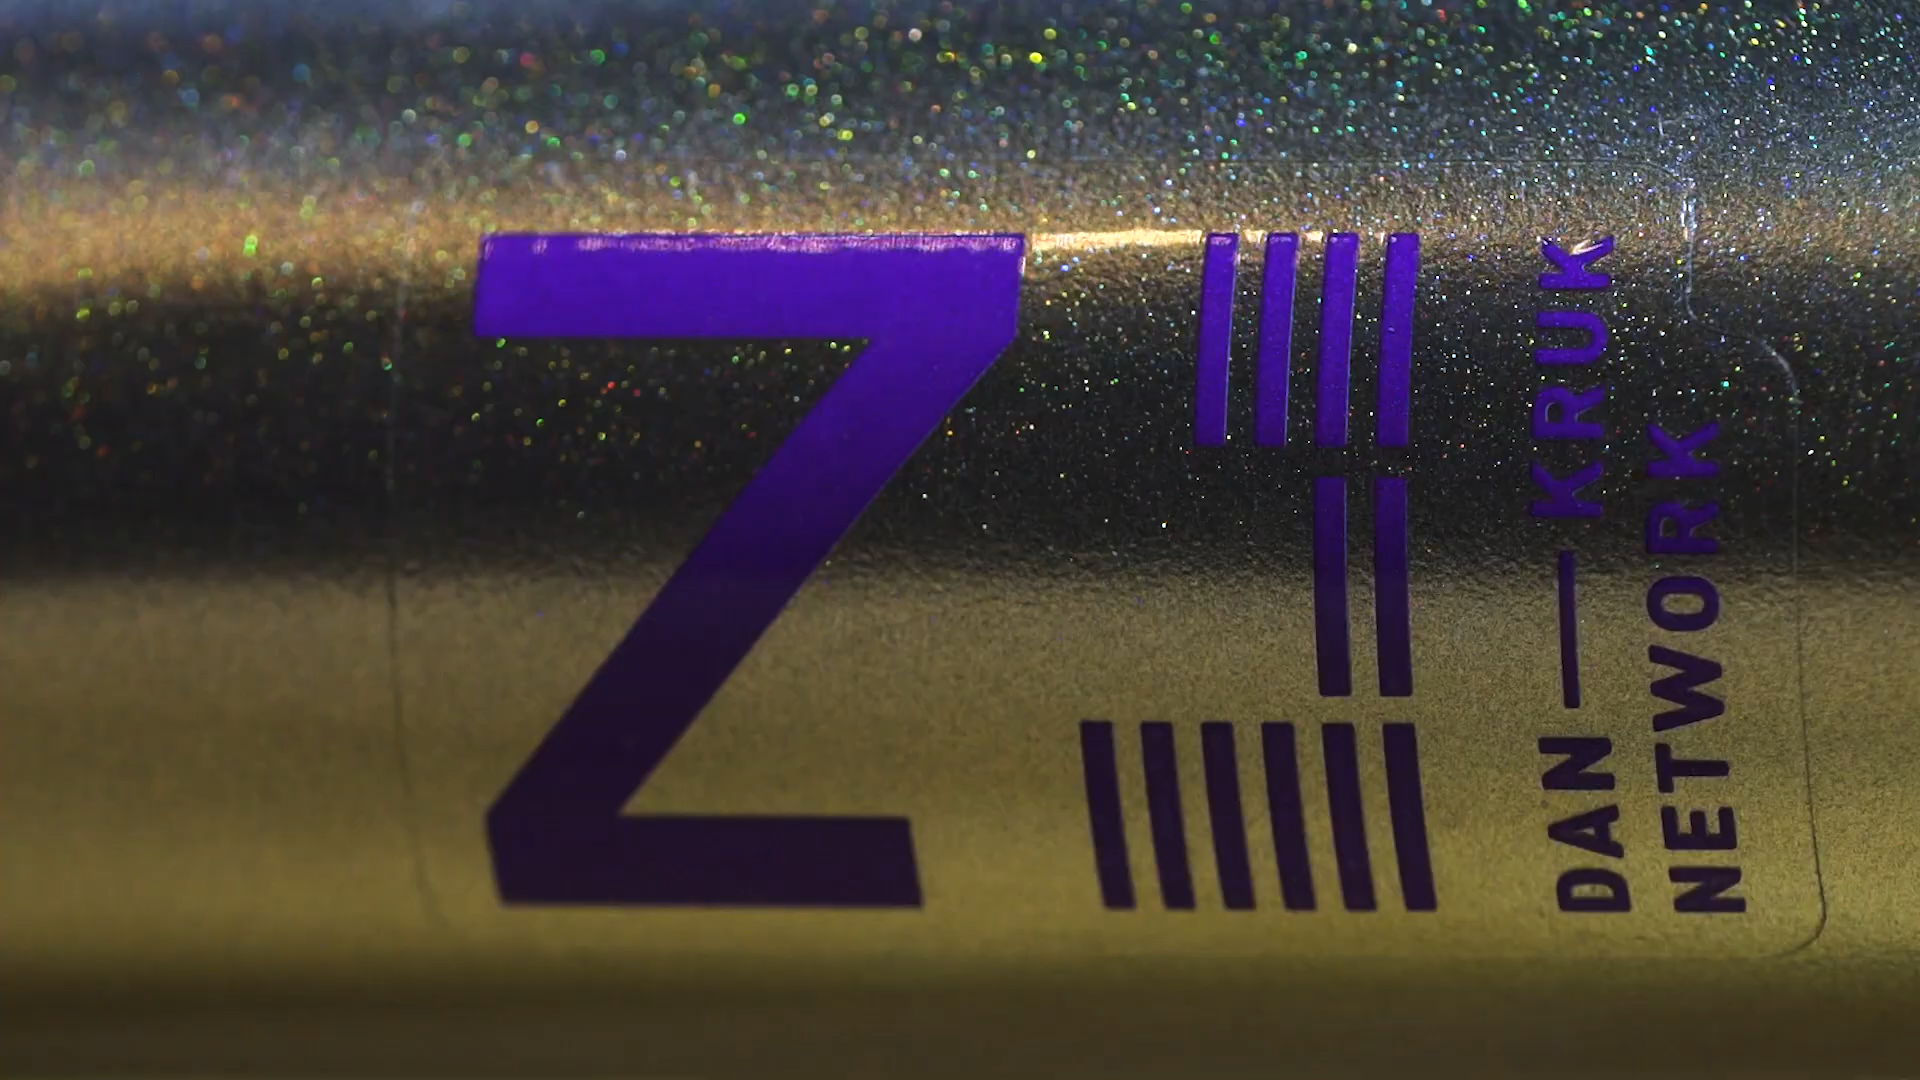 Z
DAN — KRUK
NETWORK